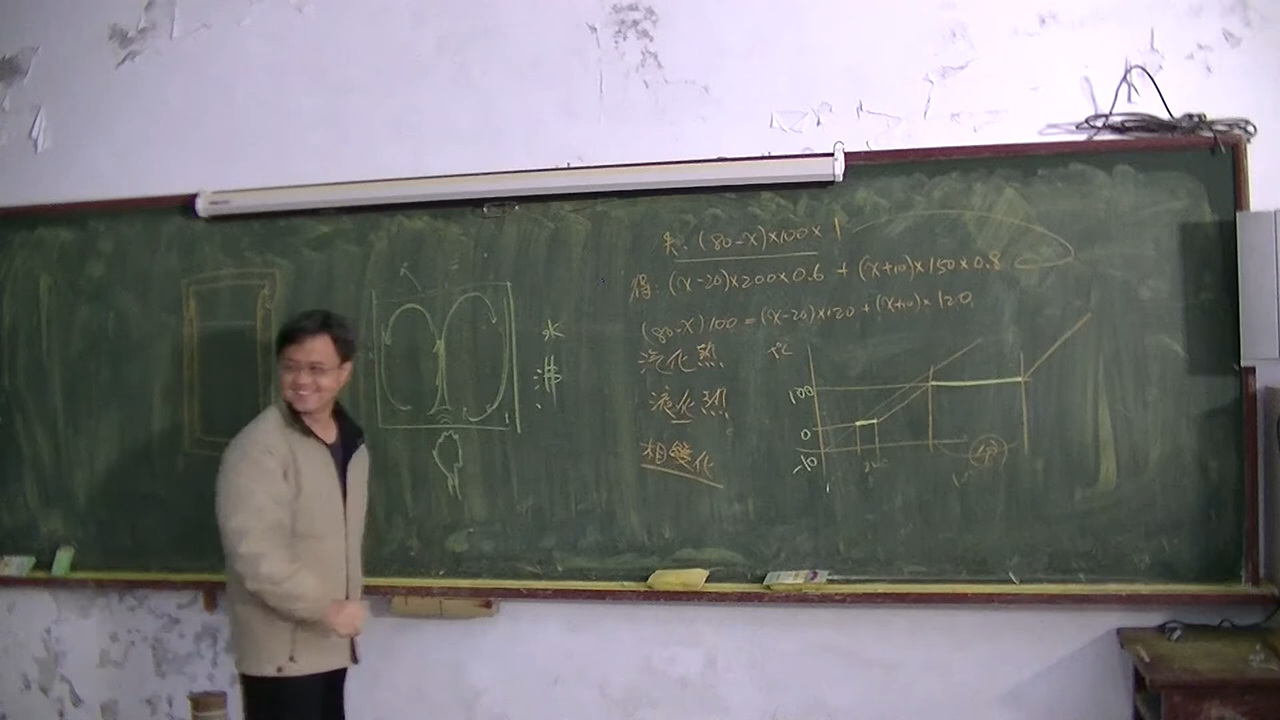 水
沸
失：(80-x)×100×1
得：(x-20)×200×0.6 + (x+10)×150×0.8
(80-x)100=(x-20)×120+(x+10)×120
汽化熱
液化熱
相變化
T℃
100
0
-10